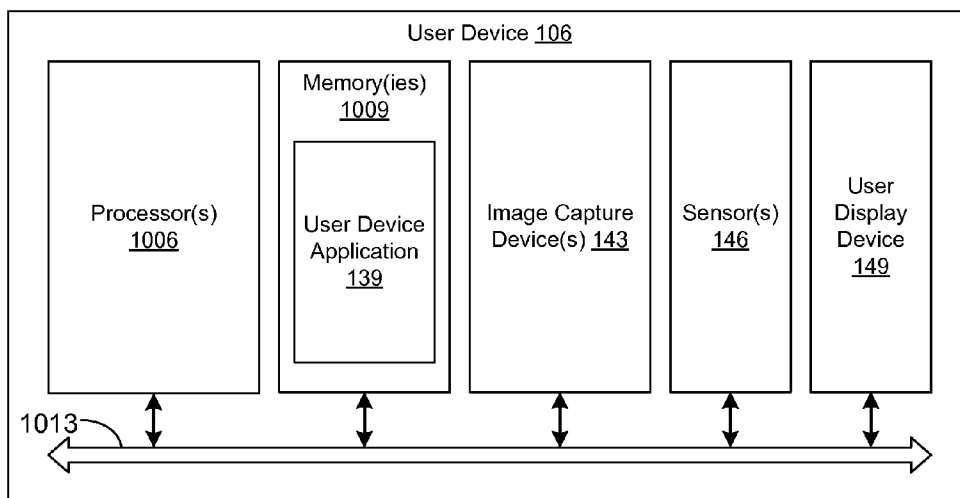 User Device 106
Processor(s)
1006
Memory(ies)
1009
User Device
Application
139
Image Capture
Device(s) 143
Sensor(s)
146
User
Display
Device
149
1013